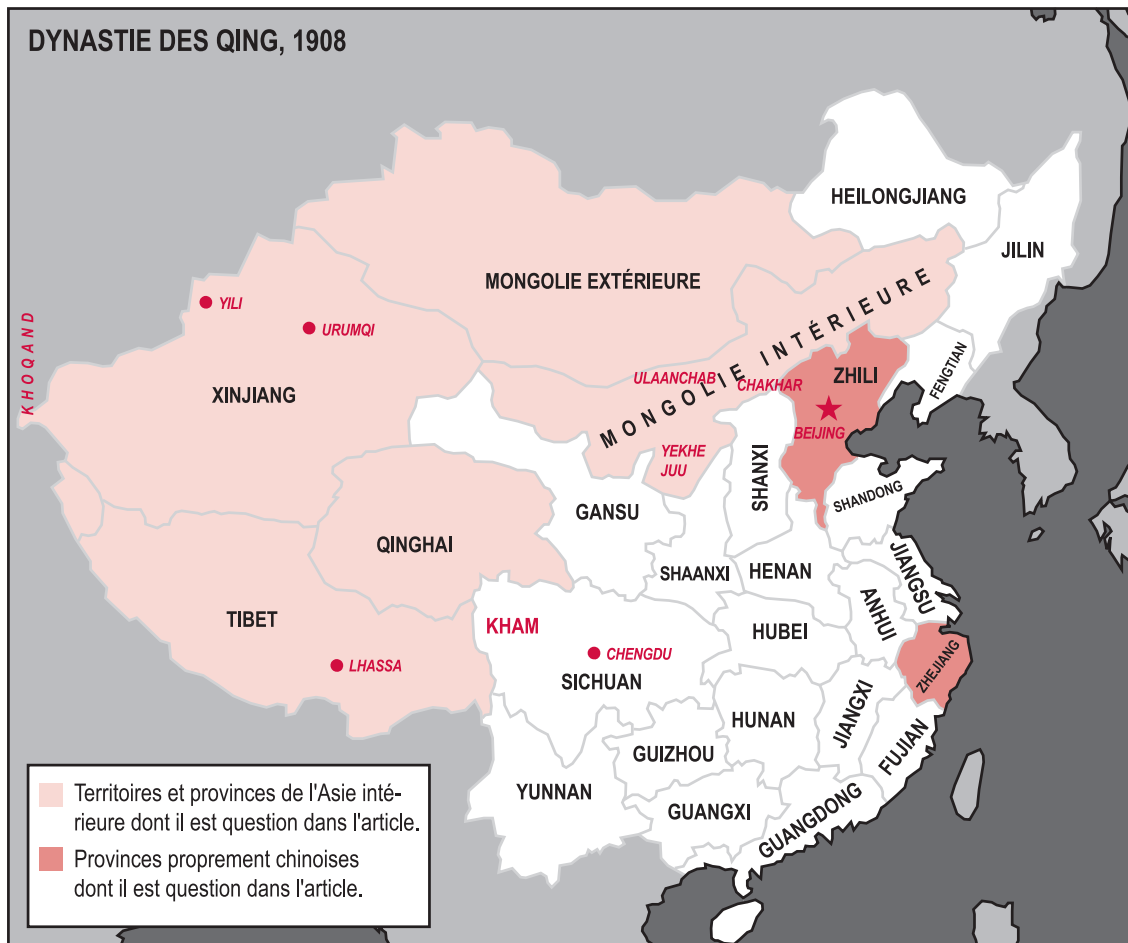 DYNASTIE DES QING, 1908
HEILONGJIANG
JILIN
MONGOLIE EXTÉRIEURE
MONGOLIE INTÉRIEURE
YILI
URUMQI
KHOQAND
XINJIANG
ULAANCHAB
CHAKHAR
ZHILI
FENGTIAN
BEIJING
YEKHE
JUU
SHANXI
SHANDONG
GANSU
QINGHAI
SHAANXI
HENAN
JIANGSU
ANHUI
TIBET
KHAM
HUBEI
LHASSA
CHENGDU
SICHUAN
ZHEJIANG
HUNAN
JIANGXI
FUJIAN
GUIZHOU
YUNNAN
GUANGXI
GUANGDONG
Territoires et provinces de l'Asie inté-
rieure dont il est question dans l'article.
Provinces proprement chinoises
dont il est question dans l'article.